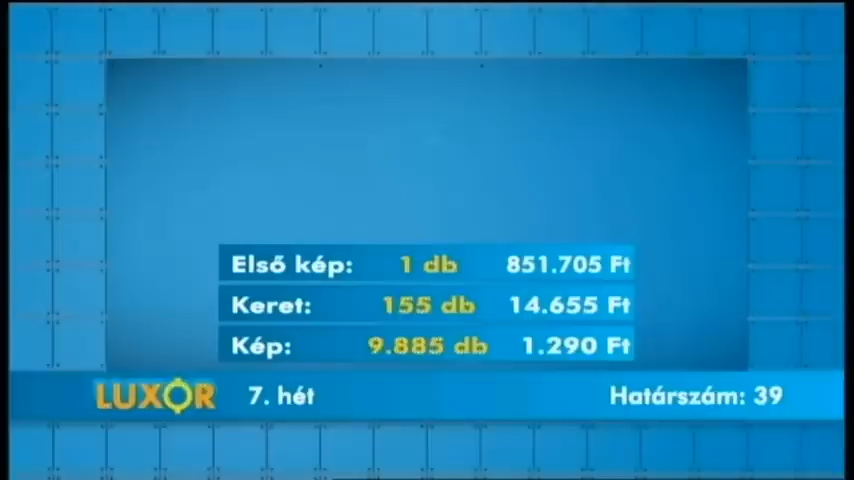 Első kép: 1 db 851.705 Ft
Keret: 155 db 14.655 Ft
Kép: 9.885 db 1.290 Ft
LUXOR 7. hét Határszám: 39